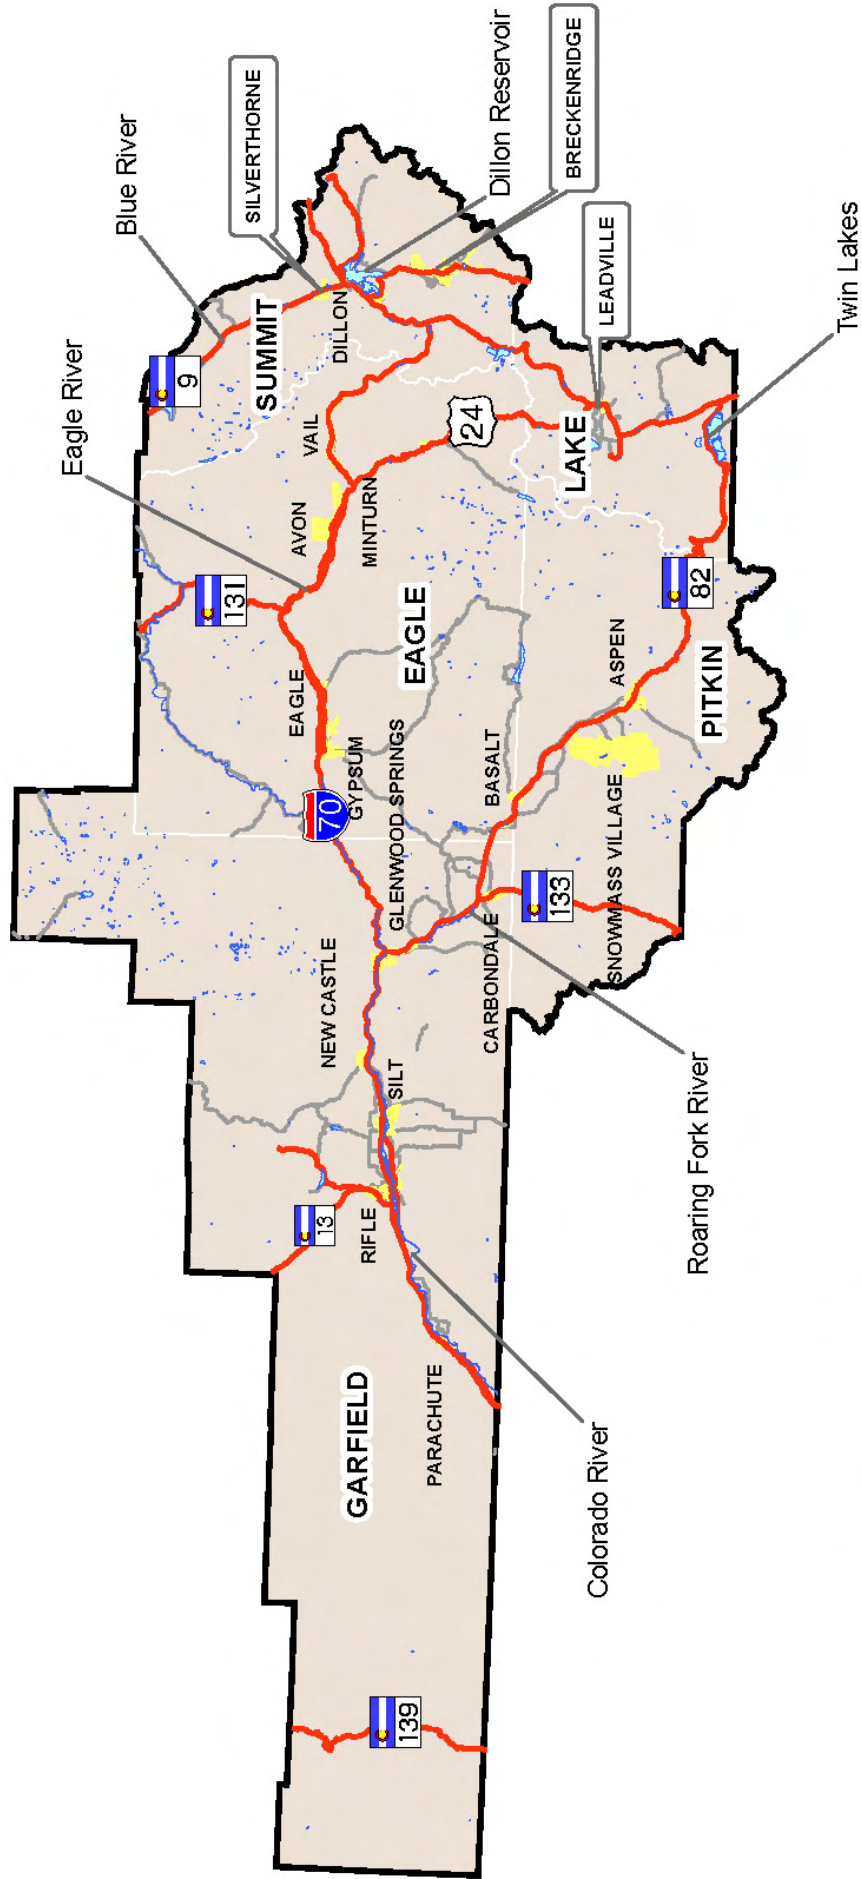 Blue River
SILVERTHORNE
Dillon Reservoir
BRECKENRIDGE
Eagle River
9
SUMMIT
DILLON
LEADVILLE
Twin Lakes
131
AVON
VAIL
MINTURN
24
LAKE
EAGLE
EAGLE
GYPSUM
70
GLENWOOD SPRINGS
BASALT
ASPEN
82
PITKIN
SNOWMASS VILLAGE
133
CARBONDALE
NEW CASTLE
SILT
RIFLE
13
Roaring Fork River
PARACHUTE
GARFIELD
Colorado River
139